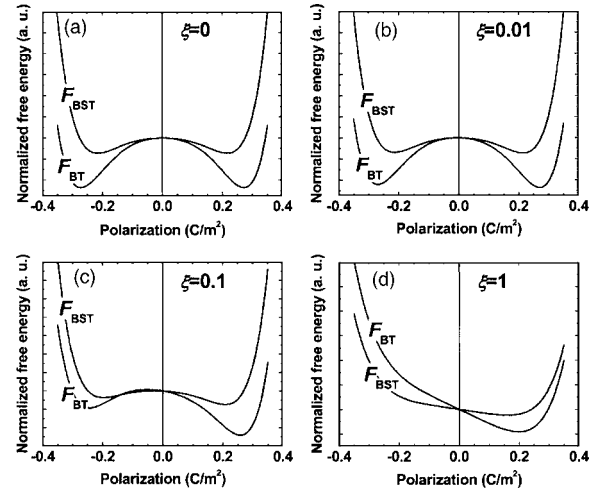 (a)
ξ=0
Normalized free energy (a. u.)
F_BST
F_BT
-0.4 -0.2 0.0 0.2 0.4
Polarization (C/m²)
(b)
ξ=0.01
Normalized free energy (a. u.)
F_BST
F_BT
-0.4 -0.2 0.0 0.2 0.4
Polarization (C/m²)
(c)
ξ=0.1
Normalized free energy (a. u.)
F_BST
F_BT
-0.4 -0.2 0.0 0.2 0.4
Polarization (C/m²)
(d)
ξ=1
Normalized free energy (a. u.)
F_BT
F_BST
-0.4 -0.2 0.0 0.2 0.4
Polarization (C/m²)